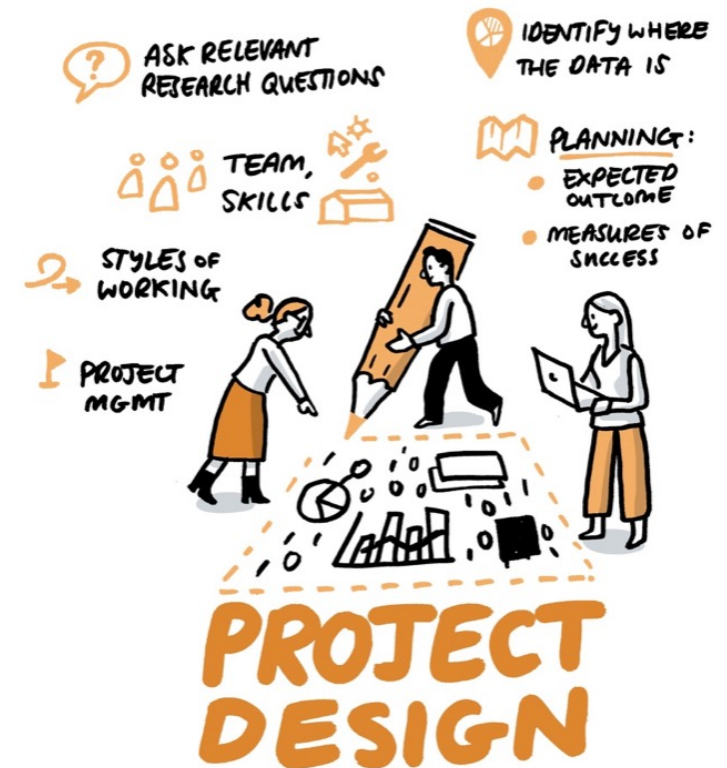 ?
ASK RELEVANT
RESEARCH QUESTIONS
TEAM,
SKILLS
STYLES OF
WORKING
PROJECT
MGMT
IDENTIFY WHERE
THE DATA IS
PLANNING:
EXPECTED
OUTCOME
MEASURES OF
SUCCESS
PROJECT
DESIGN